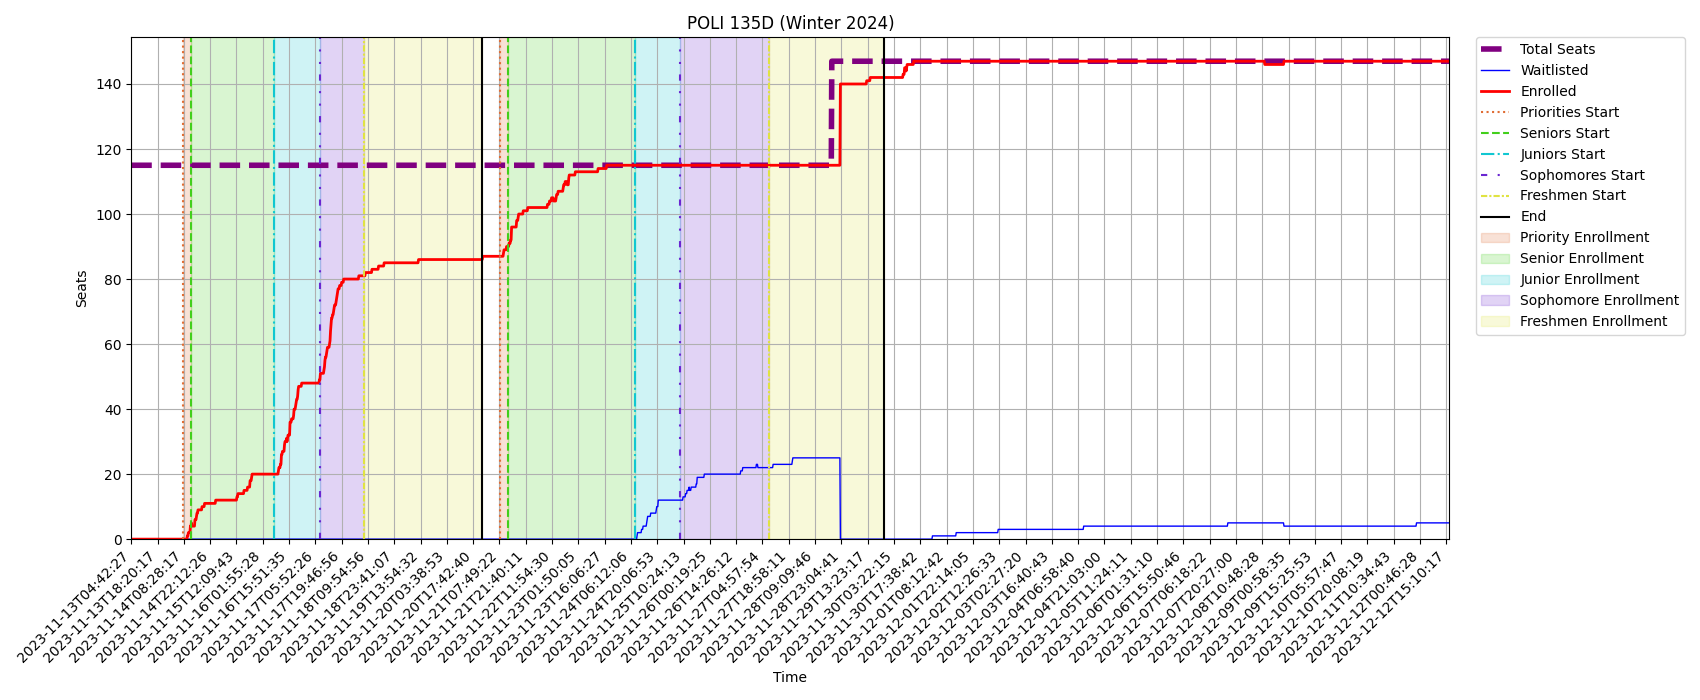 POLI 135D (Winter 2024)
Total Seats
Waitlisted
Enrolled
Priorities Start
Seniors Start
Juniors Start
Sophomores Start
Freshmen Start
End
Priority Enrollment
Senior Enrollment
Junior Enrollment
Sophomore Enrollment
Freshmen Enrollment
Seats
140
120
100
80
60
40
20
0
2023-11-13T04:42:27
2023-11-13T18:20:17
2023-11-14T08:28:17
2023-11-14T22:12:26
2023-11-15T12:09:43
2023-11-16T01:55:28
2023-11-16T15:51:35
2023-11-17T05:52:26
2023-11-17T19:46:56
2023-11-18T09:54:56
2023-11-18T23:41:07
2023-11-19T13:54:32
2023-11-20T03:38:53
2023-11-20T17:42:40
2023-11-21T07:49:22
2023-11-21T21:40:11
2023-11-22T11:54:30
2023-11-23T01:50:05
2023-11-23T16:06:27
2023-11-24T06:12:06
2023-11-24T20:06:53
2023-11-25T10:24:13
2023-11-26T00:19:25
2023-11-26T14:26:12
2023-11-27T04:57:54
2023-11-27T18:58:11
2023-11-28T09:09:46
2023-11-28T23:04:41
2023-11-29T13:23:17
2023-11-30T03:22:15
2023-11-30T17:38:42
2023-12-01T08:12:42
2023-12-01T22:14:05
2023-12-02T12:26:33
2023-12-03T02:27:20
2023-12-03T16:40:43
2023-12-04T06:58:40
2023-12-04T21:03:00
2023-12-05T11:24:11
2023-12-06T01:31:10
2023-12-06T15:50:46
2023-12-07T06:18:22
2023-12-07T20:27:00
2023-12-08T10:48:28
2023-12-09T00:58:35
2023-12-09T15:25:53
2023-12-10T05:57:47
2023-12-10T20:08:19
2023-12-11T10:34:43
2023-12-12T00:46:28
2023-12-12T15:10:17
Time